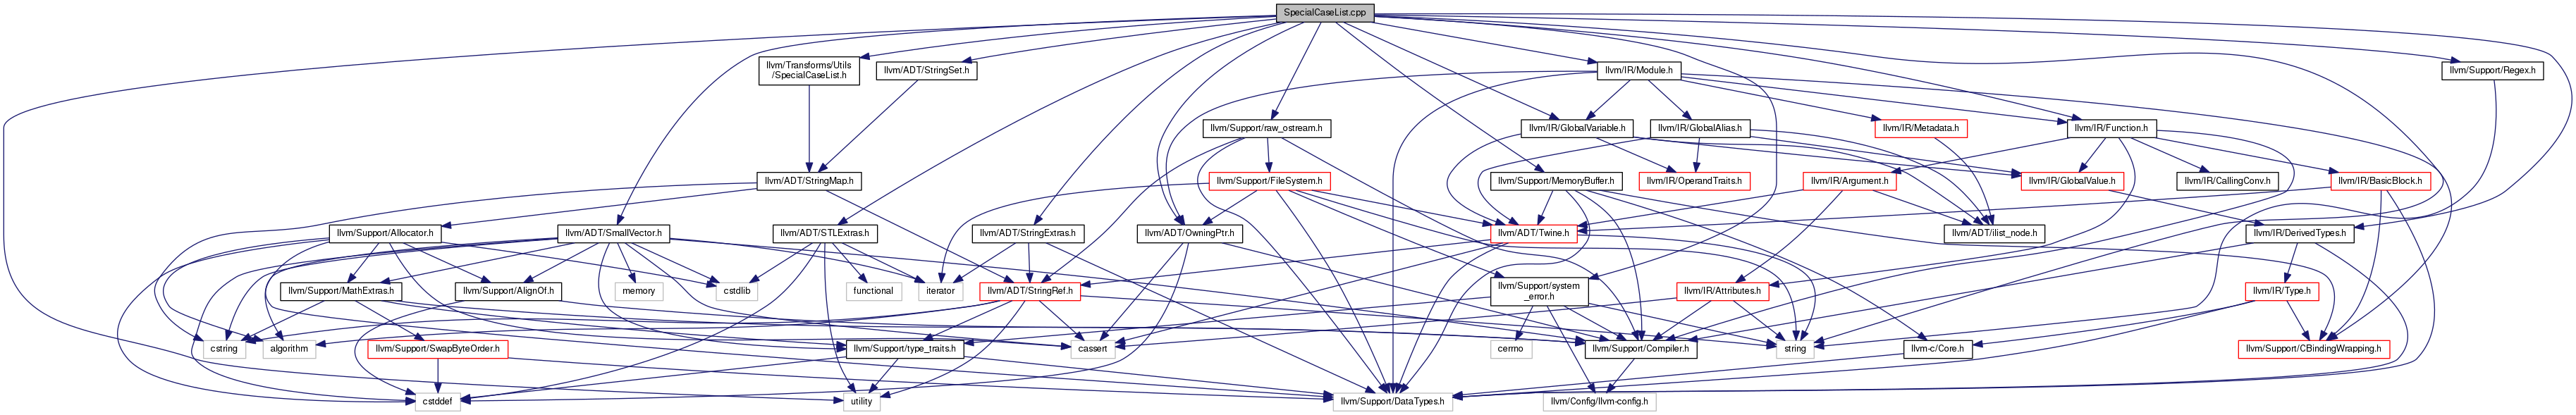 SpecialCaseList.cpp
llvm/Transforms/Utils
/SpecialCaseList.h
llvm/ADT/StringSet.h
llvm/IR/Module.h
llvm/Support/Regex.h
llvm/Support/raw_ostream.h
llvm/IR/GlobalVariable.h
llvm/IR/GlobalAlias.h
llvm/IR/Metadata.h
llvm/IR/Function.h
llvm/ADT/StringMap.h
llvm/Support/FileSystem.h
llvm/Support/MemoryBuffer.h
llvm/IR/OperandTraits.h
llvm/IR/Argument.h
llvm/IR/GlobalValue.h
llvm/IR/CallingConv.h
llvm/IR/BasicBlock.h
llvm/Support/Allocator.h
llvm/ADT/SmallVector.h
llvm/ADT/STLExtras.h
llvm/ADT/StringExtras.h
llvm/ADT/OwningPtr.h
llvm/ADT/Twine.h
llvm/ADT/ilist_node.h
llvm/IR/DerivedTypes.h
llvm/Support/MathExtras.h
llvm/Support/AlignOf.h
memory
cstdlib
functional
iterator
llvm/ADT/StringRef.h
llvm/Support/system
_error.h
llvm/IR/Attributes.h
llvm/IR/Type.h
cstring
algorithm
llvm/Support/SwapByteOrder.h
llvm/Support/type_traits.h
cassert
cerrno
llvm/Support/Compiler.h
string
llvm-c/Core.h
llvm/Support/CBindingWrapping.h
cstddef
utility
llvm/Support/DataTypes.h
llvm/Config/llvm-config.h